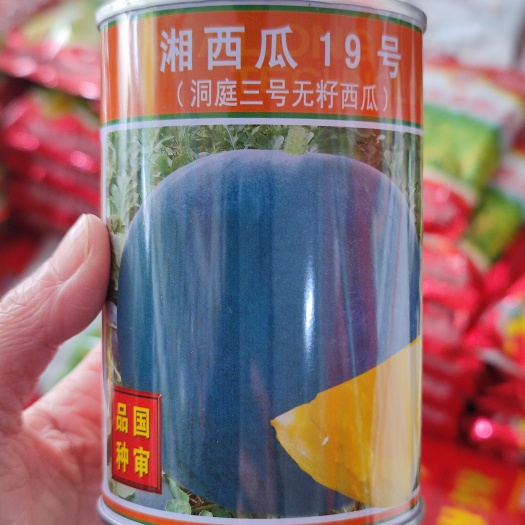 湘西瓜19号
（洞庭三号无籽西瓜）
国审
品种